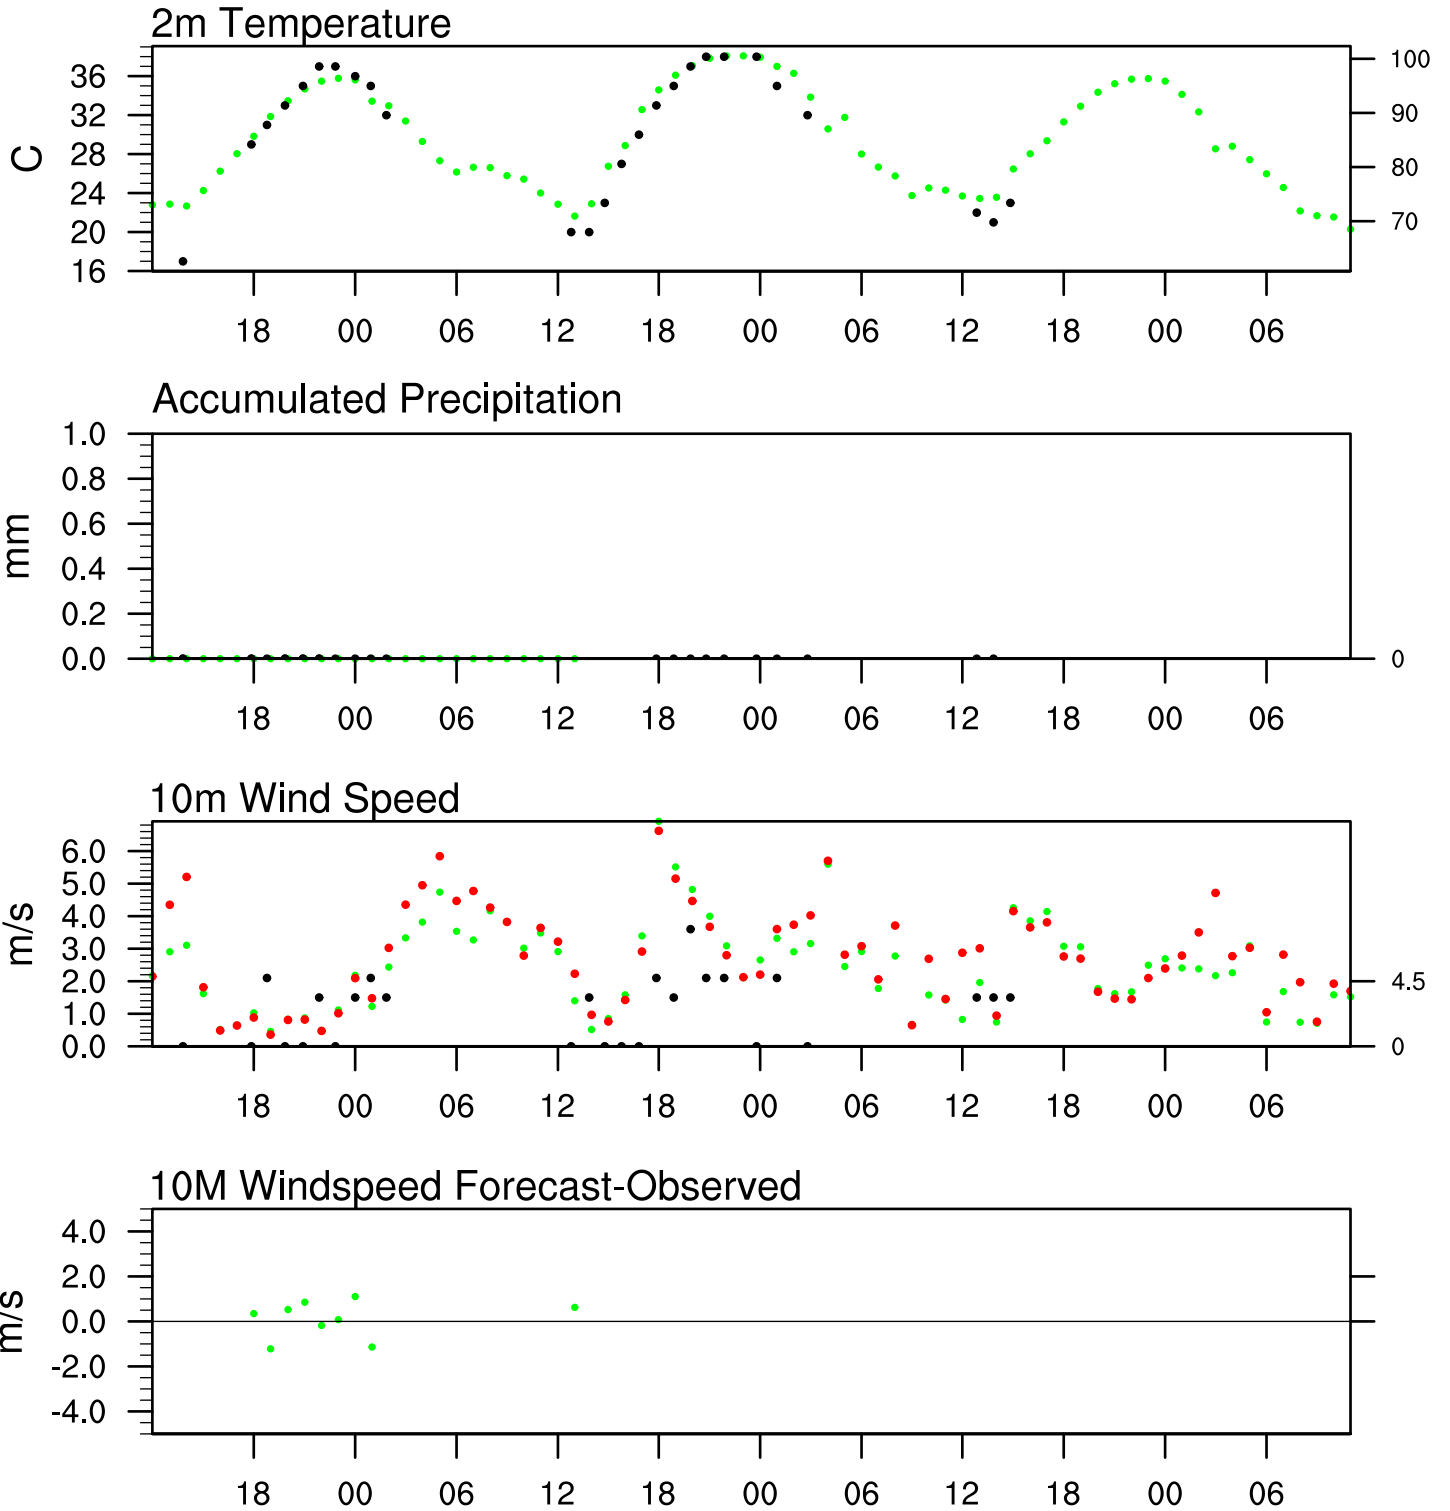 2m Temperature
C
36
32
28
24
20
16
100
90
80
70
18 00 06 12 18 00 06 12 18 00 06
Accumulated Precipitation
mm
1.0
0.8
0.6
0.4
0.2
0.0
0
18 00 06 12 18 00 06 12 18 00 06
10m Wind Speed
m/s
6.0
5.0
4.0
3.0
2.0
1.0
0.0
4.5
0
18 00 06 12 18 00 06 12 18 00 06
10M Windspeed Forecast-Observed
m/s
4.0
2.0
0.0
-2.0
-4.0
18 00 06 12 18 00 06 12 18 00 06